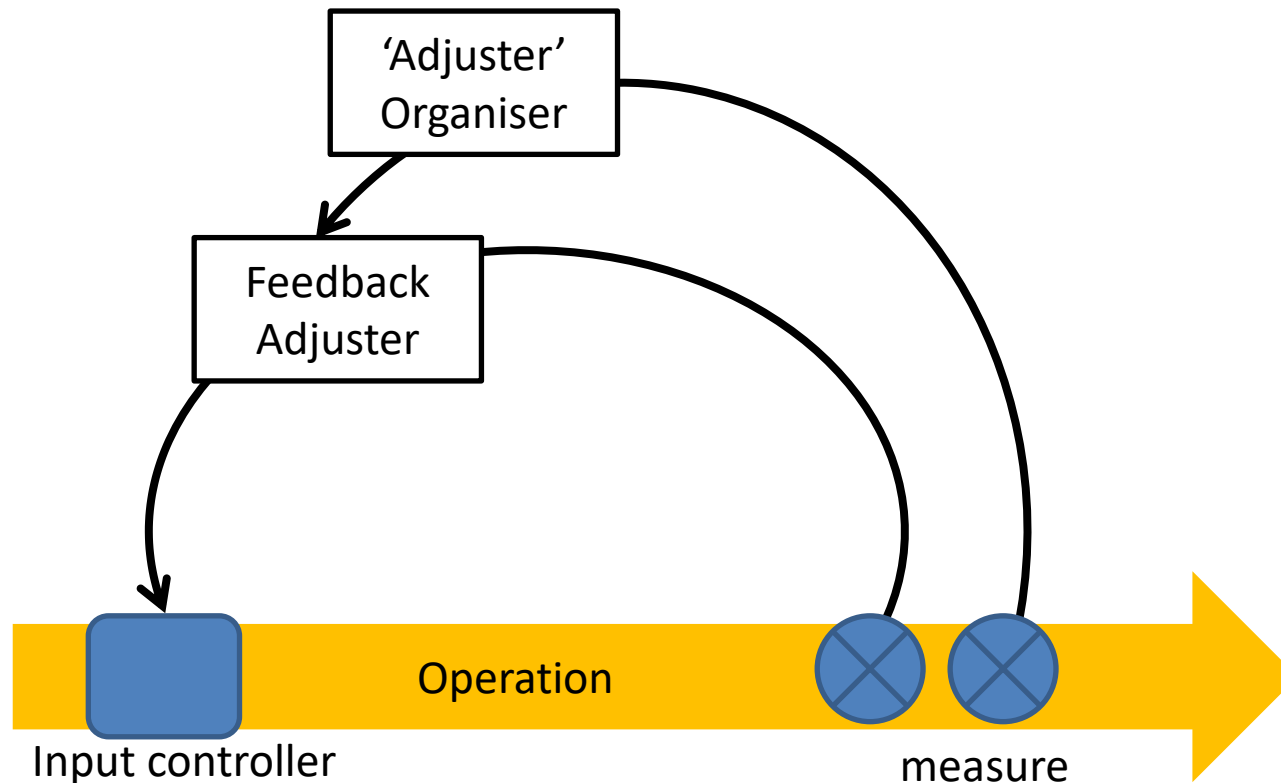 ‘Adjuster’
Organiser
Feedback
Adjuster
Operation
Input controller
measure